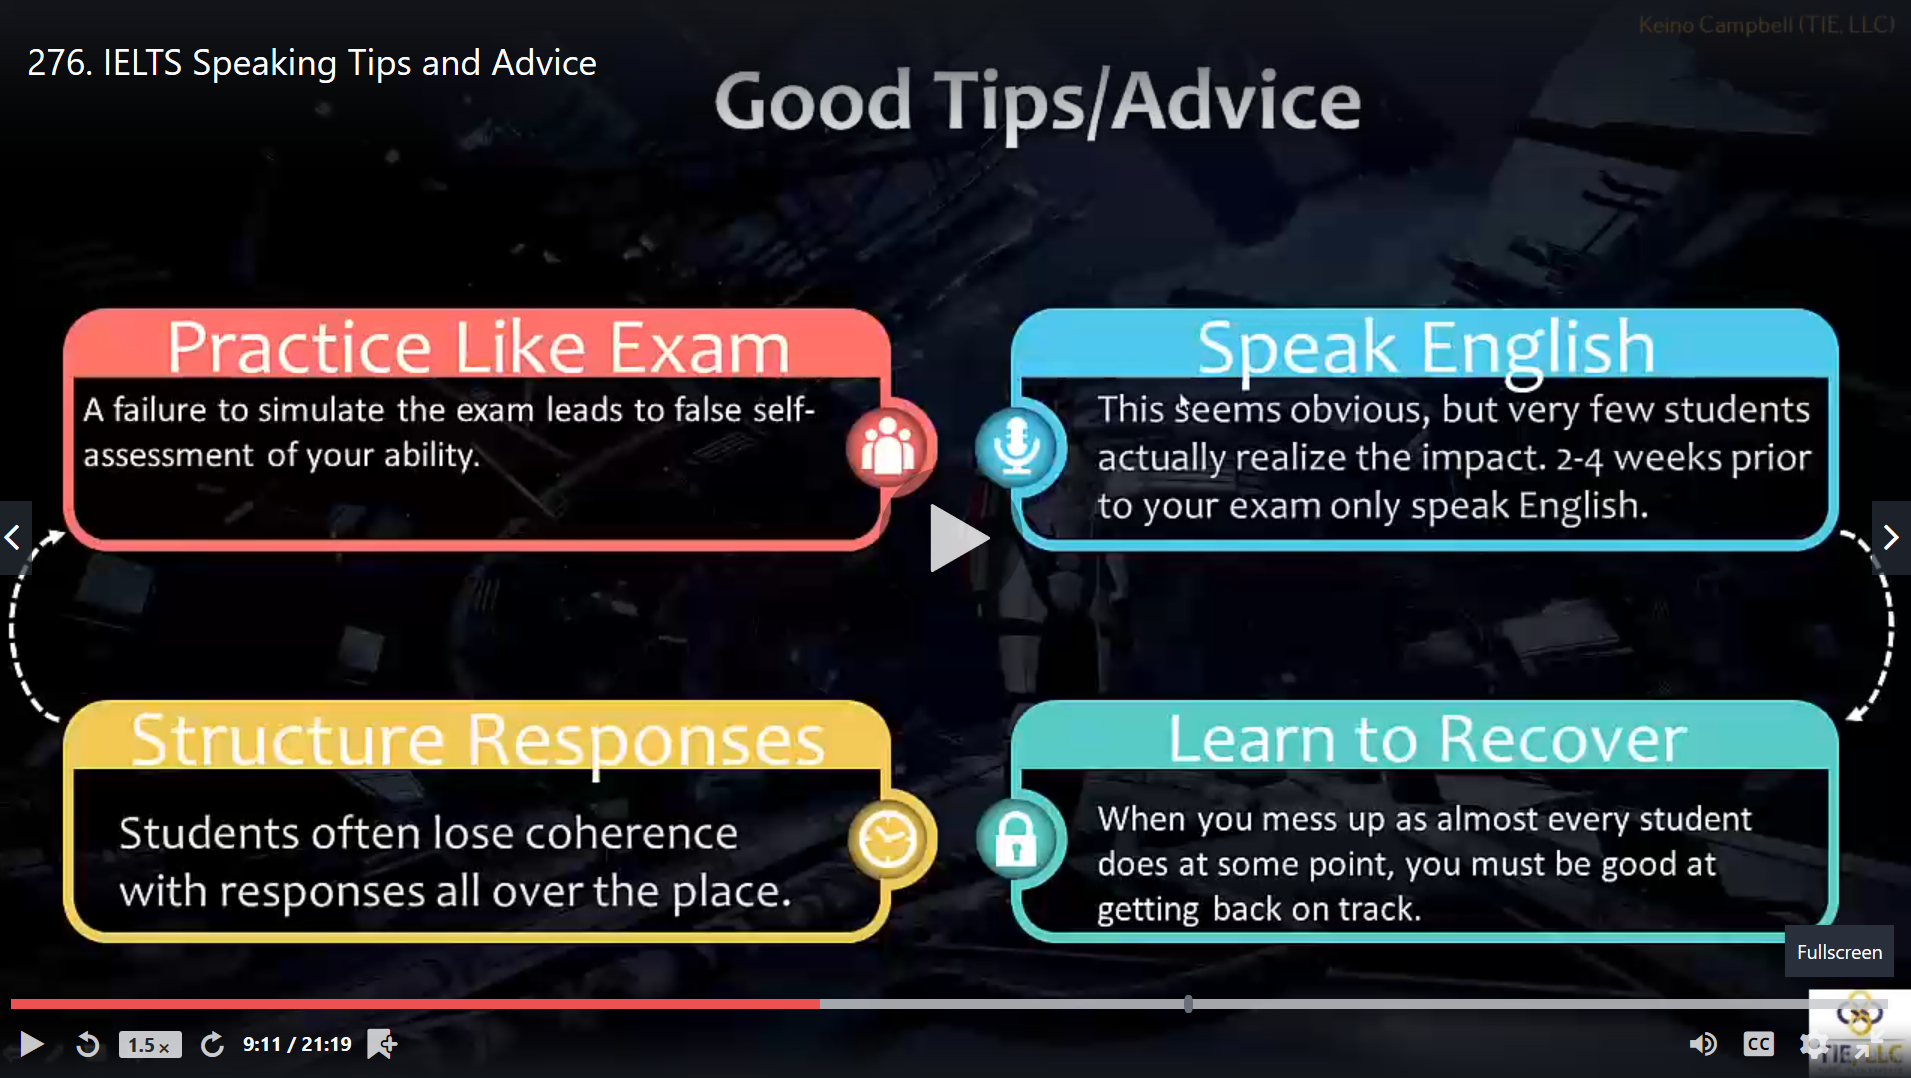 Keino Campbell (TIE, LLC)
276. IELTS Speaking Tips and Advice
Good Tips/Advice
Practice Like Exam
A failure to simulate the exam leads to false self-
assessment of your ability.
Speak English
This seems obvious, but very few students
actually realize the impact. 2-4 weeks prior
to your exam only speak English.
Structure Responses
Students often lose coherence
with responses all over the place.
Learn to Recover
When you mess up as almost every student
does at some point, you must be good at
getting back on track.
Fullscreen
1.5×
9:11 / 21:19
CC
TIE, LLC